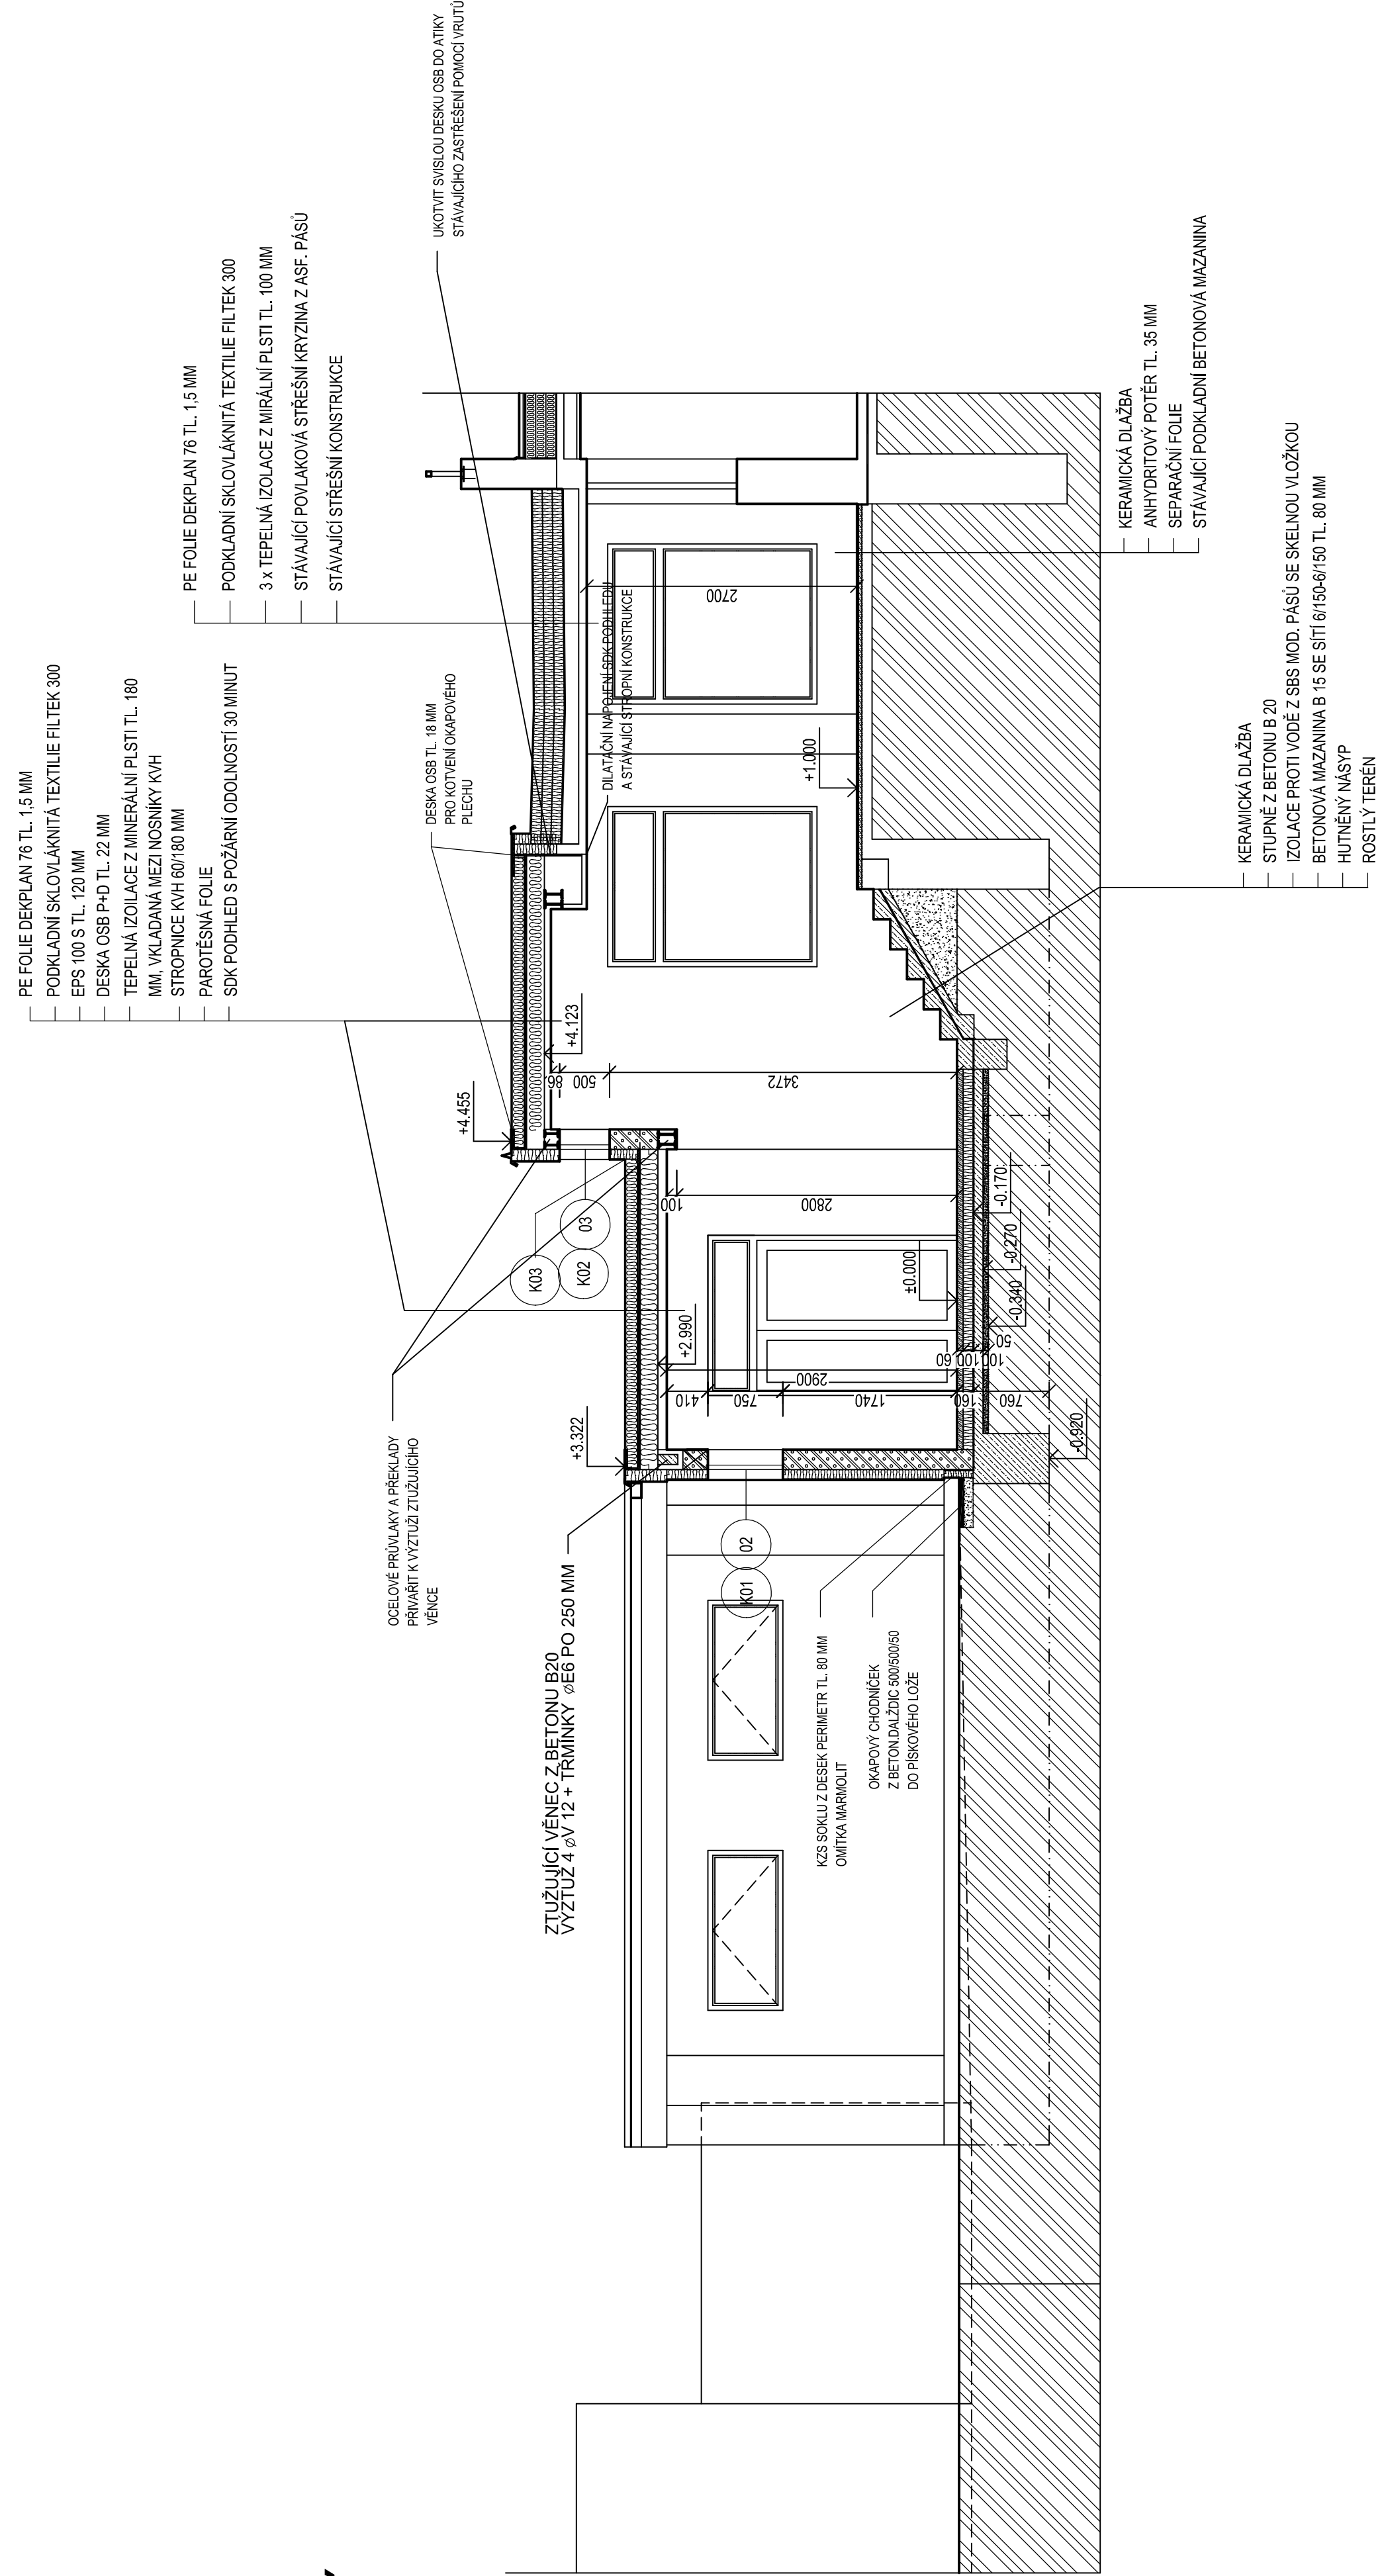 PE FOLIE DEKPLAN 76 TL. 1,5 MM
PODKLADNÍ SKLOVLÁKNITÁ TEXTILIE FILTEK 300
EPS 100 S TL. 120 MM
DESKA OSB P+D TL. 22 MM
TEPELNÁ IZOILACE Z MINERÁLNÍ PLSTI TL. 180
MM, VKLADANÁ MEZI NOSNÍKY KVH
STROPNICE KVH 60/180 MM
PAROTĚSNÁ FOLIE
SDK PODHLED S POŽÁRNÍ ODOLNOSTÍ 30 MINUT
PE FOLIE DEKPLAN 76 TL. 1,5 MM
PODKLADNÍ SKLOVLÁKNITÁ TEXTILIE FILTEK 300
3 x TEPELNÁ IZOLACE Z MIRÁLNÍ PLSTI TL. 100 MM
STÁVAJÍCÍ POVLAKOVÁ STŘEŠNÍ KRYZINA Z ASF. PÁSŮ
STÁVAJÍCÍ STŘEŠNÍ KONSTRUKCE
UKOTVIT SVISLOU DESKU OSB DO ATIKY
STÁVAJÍCÍHO ZASTŘEŠENÍ POMOCÍ VRUTŮ
DESKA OSB TL. 18 MM
PRO KOTVENÍ OKAPOVÉHO
PLECHU
OCELOVÉ PRŮVLAKY A PŘEKLADY
PŘIVAŘIT K VÝZTUŽI ZTUŽUJÍCÍHO
VĚNCE
ZTUŽUJÍCÍ VĚNEC Z BETONU B20
VÝZTUŽ 4 øV 12 + TŘMÍNKY øE6 PO 250 MM
DILATAČNÍ NAPOJENÍ SDK PODHLEDU
A STÁVAJÍCÍ STROPNÍ KONSTRUKCE
+4.455
+4.123
86
500
3472
2700
+1.000
K03
03
K02
+3.322
+2.990
100
2800
±0.000
2900
410
750
1740
160
760
60
100
100
50
-0.170
-0.270
-0.340
-0.920
02
K01
KZS SOKLU Z DESEK PERIMETR TL. 80 MM
OMÍTKA MARMOLIT
OKAPOVÝ CHODNÍČEK
Z BETON.DALŽDIC 500/500/50
DO PÍSKOVÉHO LOŽE
KERAMICKÁ DLAŽBA
ANHYDRITOVÝ POTĚR TL. 35 MM
SEPARAČNÍ FOLIE
STÁVAJÍCÍ PODKLADNÍ BETONOVÁ MAZANINA
KERAMICKÁ DLAŽBA
STUPNĚ Z BETONU B 20
IZOLACE PROTI VODĚ Z SBS MOD. PÁSŮ SE SKELNOU VLOŽKOU
BETONOVÁ MAZANINA B 15 SE SÍTÍ 6/150-6/150 TL. 80 MM
HUTNĚNÝ NÁSYP
ROSTLÝ TERÉN